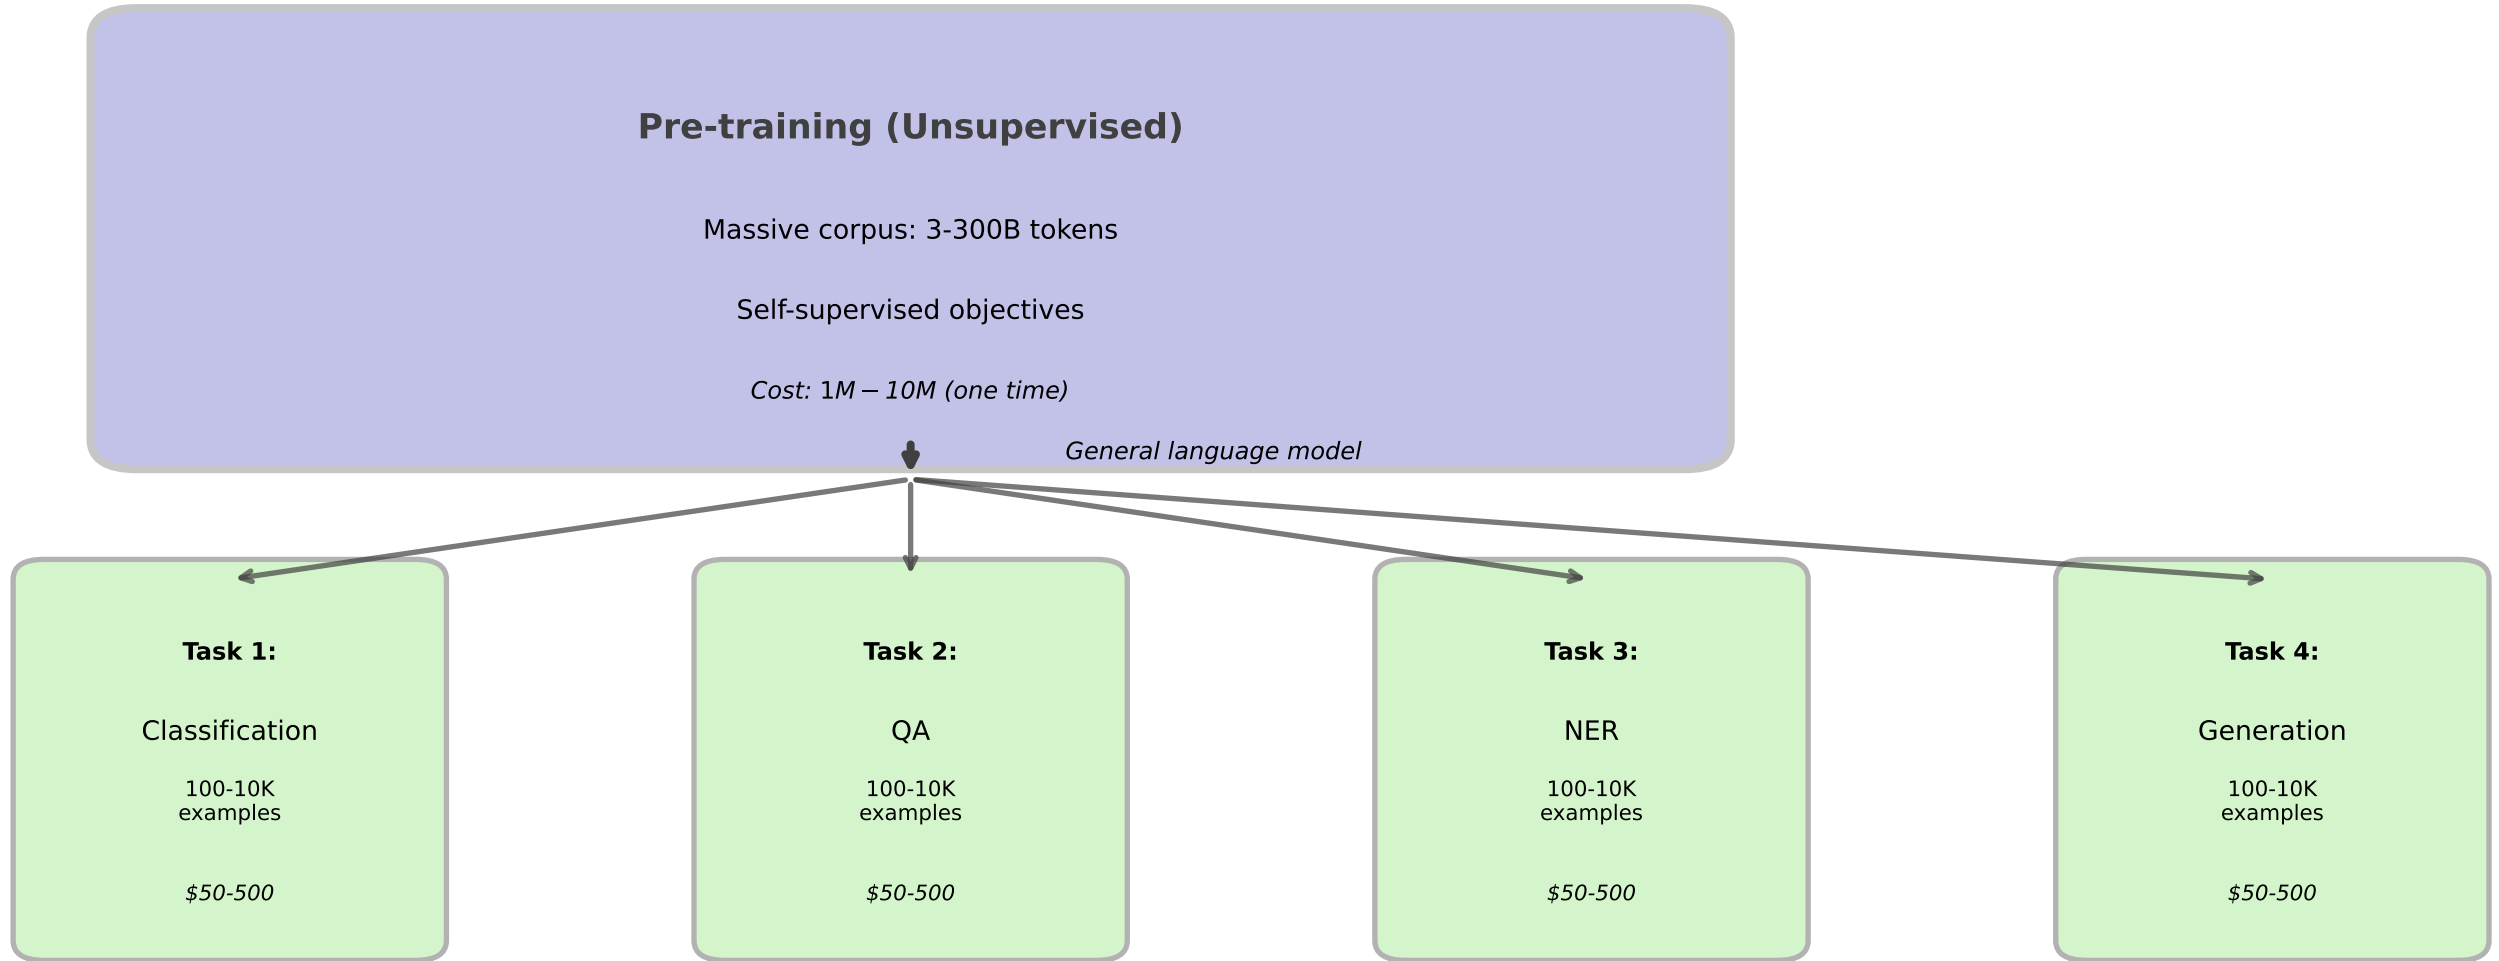 Pre-training (Unsupervised)
Massive corpus: 3-300B tokens
Self-supervised objectives
Cost: 1M − 10M (one time)
General language model
Task 1:
Classification
100-10K
examples
$50-500
Task 2:
QA
100-10K
examples
$50-500
Task 3:
NER
100-10K
examples
$50-500
Task 4:
Generation
100-10K
examples
$50-500